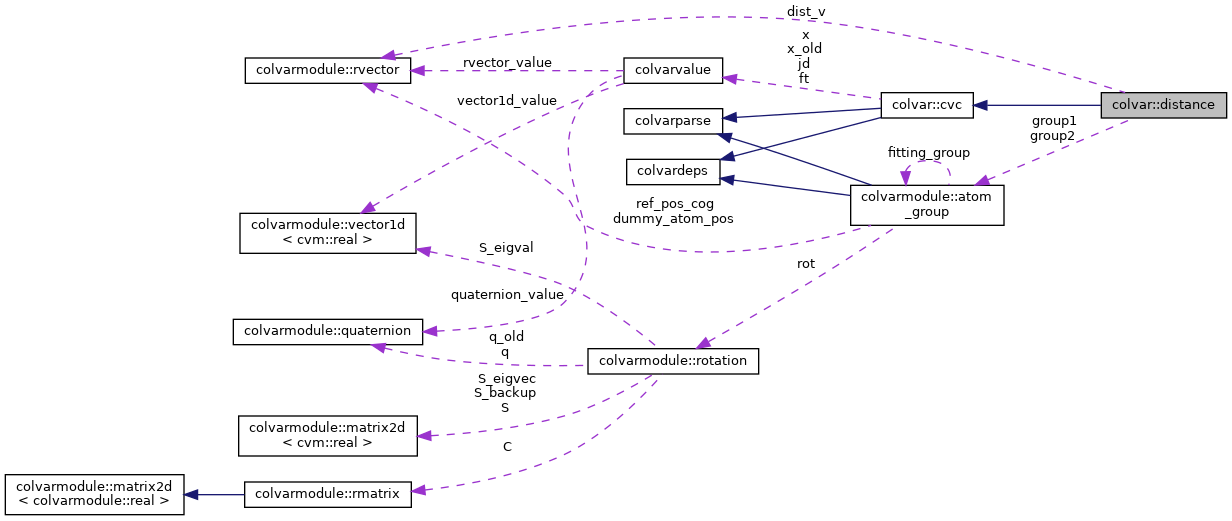 dist_v
x
x_old
jd
ft
colvarmodule::rvector
rvector_value
colvarvalue
vector1d_value
colvar::cvc
colvar::distance
colvarparse
group1
group2
fitting_group
colvardeps
colvarmodule::atom
_group
ref_pos_cog
dummy_atom_pos
colvarmodule::vector1d
< cvm::real >
S_eigval
rot
quaternion_value
colvarmodule::quaternion
q_old
q
colvarmodule::rotation
S_eigvec
S_backup
S
colvarmodule::matrix2d
< cvm::real >
C
colvarmodule::matrix2d
< colvarmodule::real >
colvarmodule::rmatrix